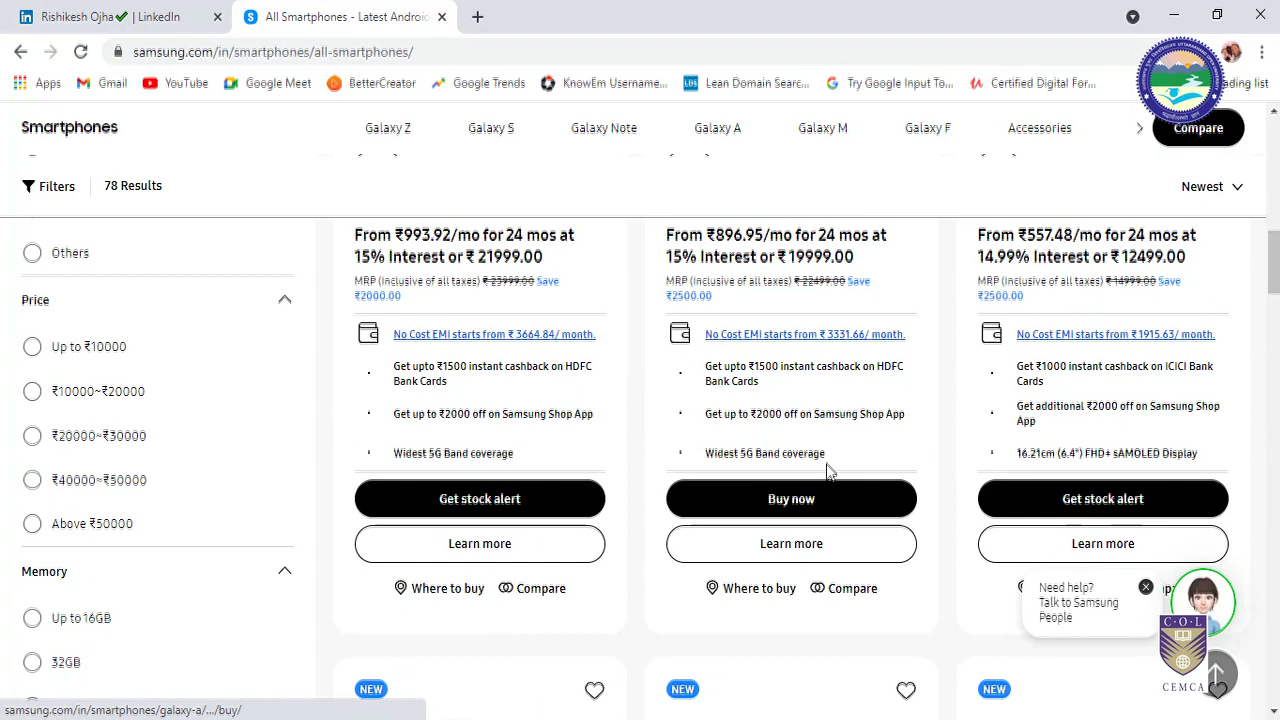 Rishikesh Ojha✔ | LinkedIn
All Smartphones - Latest Android
samsung.com/in/smartphones/all-smartphones/
Apps
Gmail
YouTube
Google Meet
BetterCreator
Google Trends
KnowEm Username...
LDS
Lean Domain Searc...
Try Google Input To...
Certified Digital For...
ading list
Smartphones
Galaxy Z
Galaxy S
Galaxy Note
Galaxy A
Galaxy M
Galaxy F
Accessories
Compare
Filters
78 Results
Newest
Others
Price
Up to ₹10000
₹10000~₹20000
₹20000~₹30000
₹40000~₹50000
Above ₹50000
Memory
Up to 16GB
32GB
From ₹993.92/mo for 24 mos at
15% Interest or ₹ 21999.00
MRP (Inclusive of all taxes) ₹ 23999.00 Save
₹2000.00
No Cost EMI starts from ₹ 3664.84/ month.
Get upto ₹1500 instant cashback on HDFC
Bank Cards
Get up to ₹2000 off on Samsung Shop App
Widest 5G Band coverage
Get stock alert
Learn more
Where to buy
Compare
NEW
From ₹896.95/mo for 24 mos at
15% Interest or ₹ 19999.00
MRP (Inclusive of all taxes) ₹ 22499.00 Save
₹2500.00
No Cost EMI starts from ₹ 3331.66/ month.
Get upto ₹1500 instant cashback on HDFC
Bank Cards
Get up to ₹2000 off on Samsung Shop App
Widest 5G Band coverage
Buy now
Learn more
Where to buy
Compare
NEW
From ₹557.48/mo for 24 mos at
14.99% Interest or ₹ 12499.00
MRP (Inclusive of all taxes) ₹ 14999.00 Save
₹2500.00
No Cost EMI starts from ₹ 1915.63/ month.
Get ₹1000 instant cashback on ICICI Bank
Cards
Get additional ₹2000 off on Samsung Shop
App
16.21cm (6.4") FHD+ sAMOLED Display
Get stock alert
Learn more
NEW
Need help?
Talk to Samsung
People
C·O·L
CEMCA
samsung.com/in/smartphones/galaxy-a/.../buy/